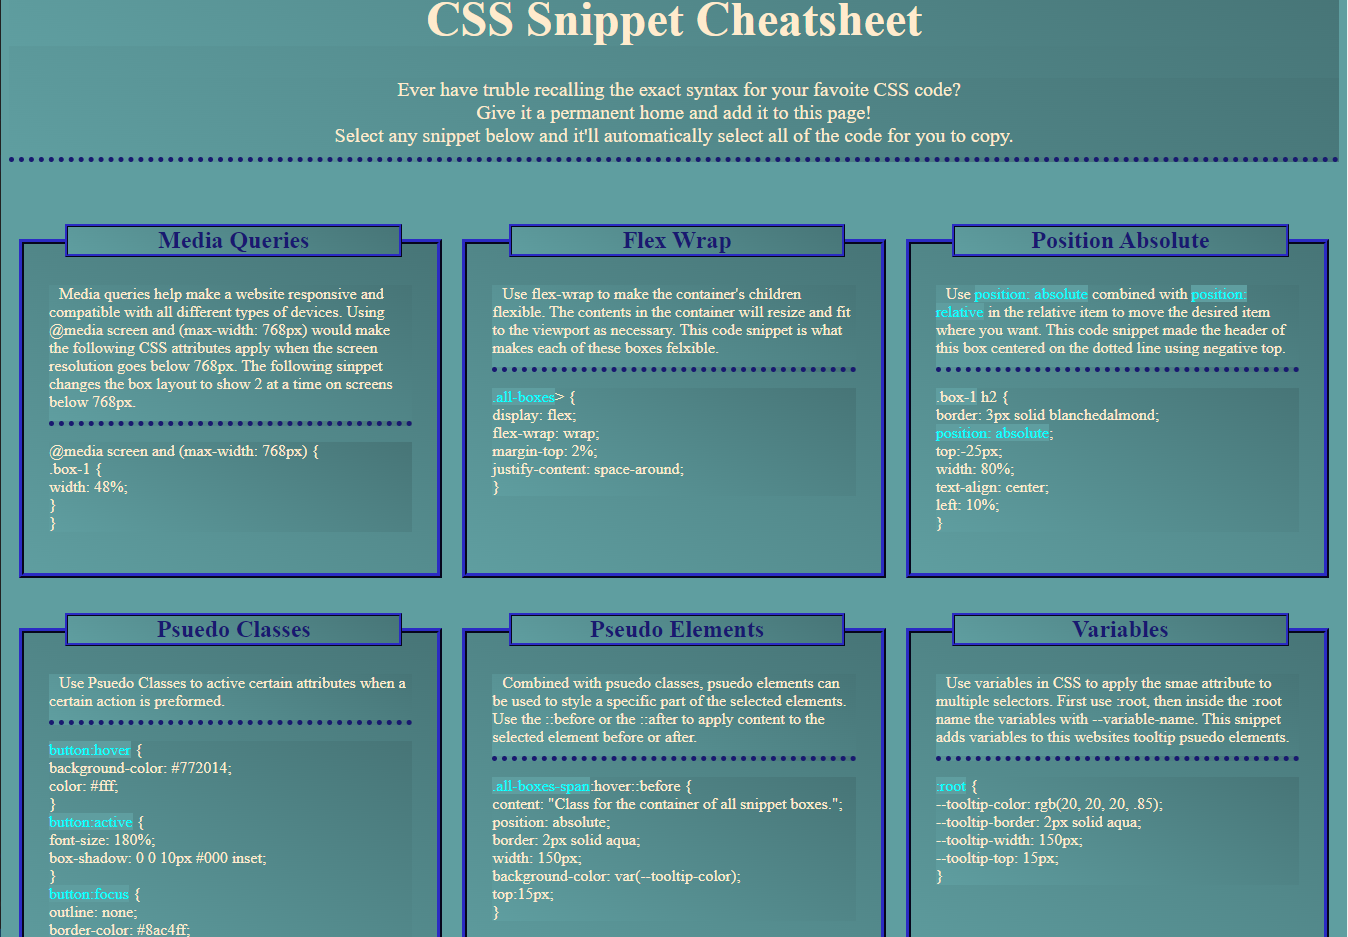 CSS Snippet Cheatsheet
Ever have truble recalling the exact syntax for your favoite CSS code?
Give it a permanent home and add it to this page!
Select any snippet below and it'll automatically select all of the code for you to copy.
Media Queries
Media queries help make a website responsive and
compatible with all different types of devices. Using
@media screen and (max-width: 768px) would make
the following CSS attributes apply when the screen
resolution goes below 768px. The following sinppet
changes the box layout to show 2 at a time on screens
below 768px.
@media screen and (max-width: 768px) {
.box-1 {
width: 48%;
}
}
Flex Wrap
Use flex-wrap to make the container's children
flexible. The contents in the container will resize and fit
to the viewport as necessary. This code snippet is what
makes each of these boxes felxible.
.all-boxes> {
display: flex;
flex-wrap: wrap;
margin-top: 2%;
justify-content: space-around;
}
Position Absolute
Use position: absolute combined with position:
relative in the relative item to move the desired item
where you want. This code snippet made the header of
this box centered on the dotted line using negative top.
.box-1 h2 {
border: 3px solid blanchedalmond;
position: absolute;
top:-25px;
width: 80%;
text-align: center;
left: 10%;
}
Psuedo Classes
Use Psuedo Classes to active certain attributes when a
certain action is preformed.
button:hover {
background-color: #772014;
color: #fff;
}
button:active {
font-size: 180%;
box-shadow: 0 0 10px #000 inset;
}
button:focus {
outline: none;
border-color: #8ac4ff;
Pseudo Elements
Combined with psuedo classes, psuedo elements can
be used to style a specific part of the selected elements.
Use the ::before or the ::after to apply content to the
selected element before or after.
.all-boxes-span:hover::before {
content: "Class for the container of all snippet boxes.";
position: absolute;
border: 2px solid aqua;
width: 150px;
background-color: var(--tooltip-color);
top:15px;
}
Variables
Use variables in CSS to apply the smae attribute to
multiple selectors. First use :root, then inside the :root
name the variables with --variable-name. This snippet
adds variables to this websites tooltip psuedo elements.
:root {
--tooltip-color: rgb(20, 20, 20, .85);
--tooltip-border: 2px solid aqua;
--tooltip-width: 150px;
--tooltip-top: 15px;
}